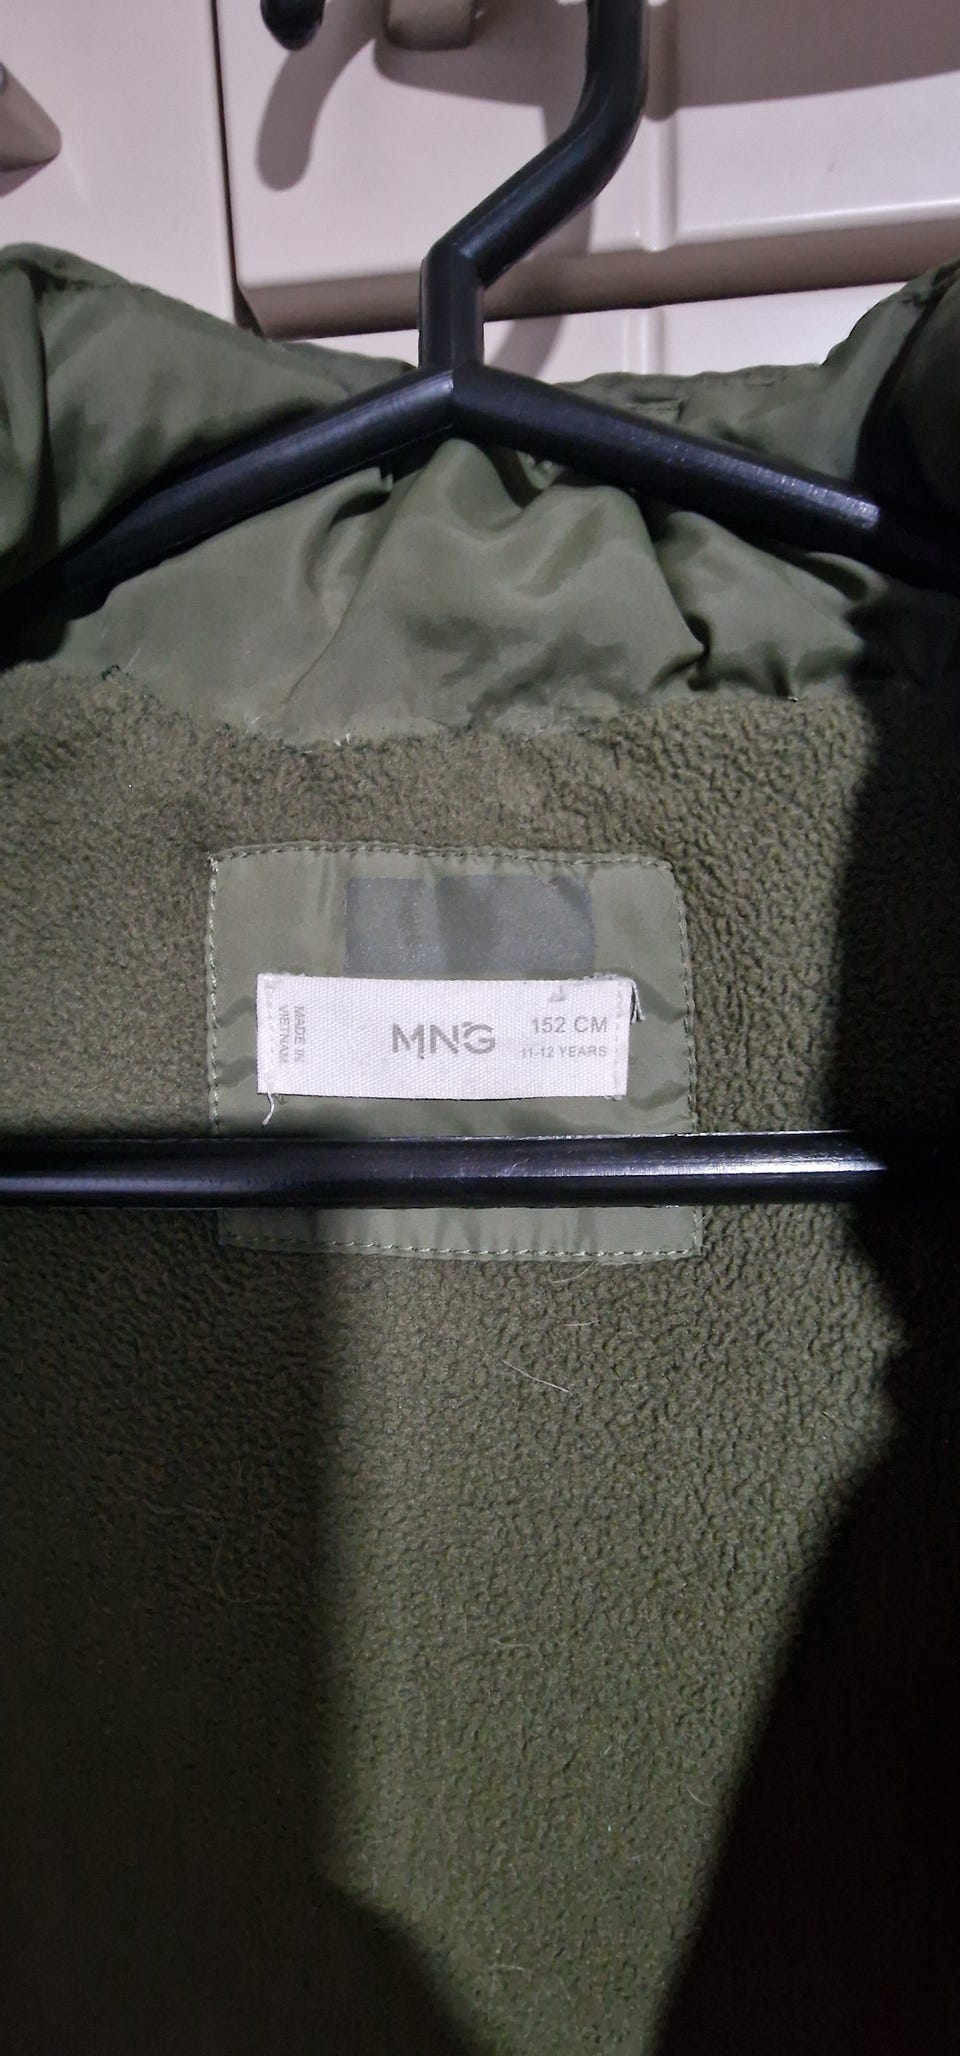 MADE IN
VIETNAM
MNG
152 CM
11-12 YEARS